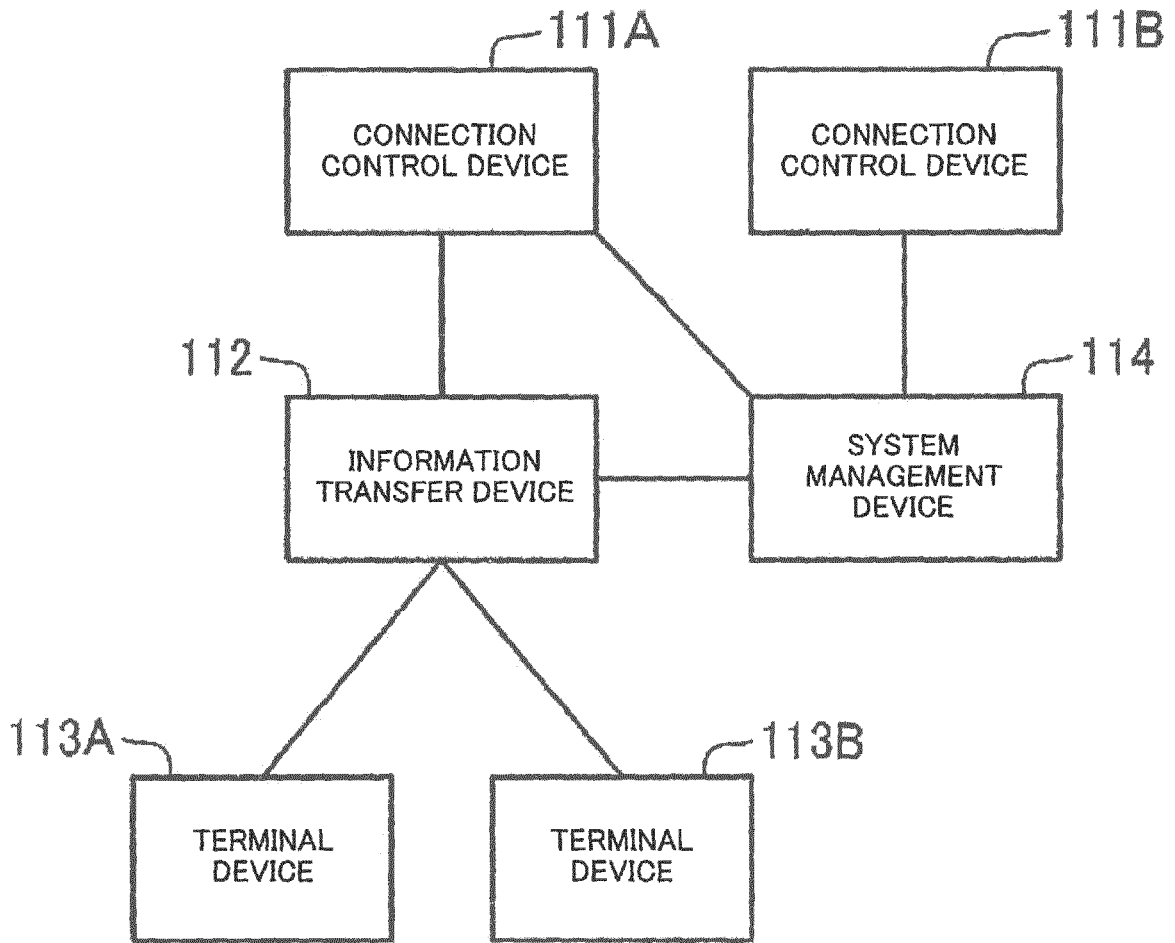 111A
111B
CONNECTION
CONTROL DEVICE
CONNECTION
CONTROL DEVICE
112
114
INFORMATION
TRANSFER DEVICE
SYSTEM
MANAGEMENT
DEVICE
113A
113B
TERMINAL
DEVICE
TERMINAL
DEVICE